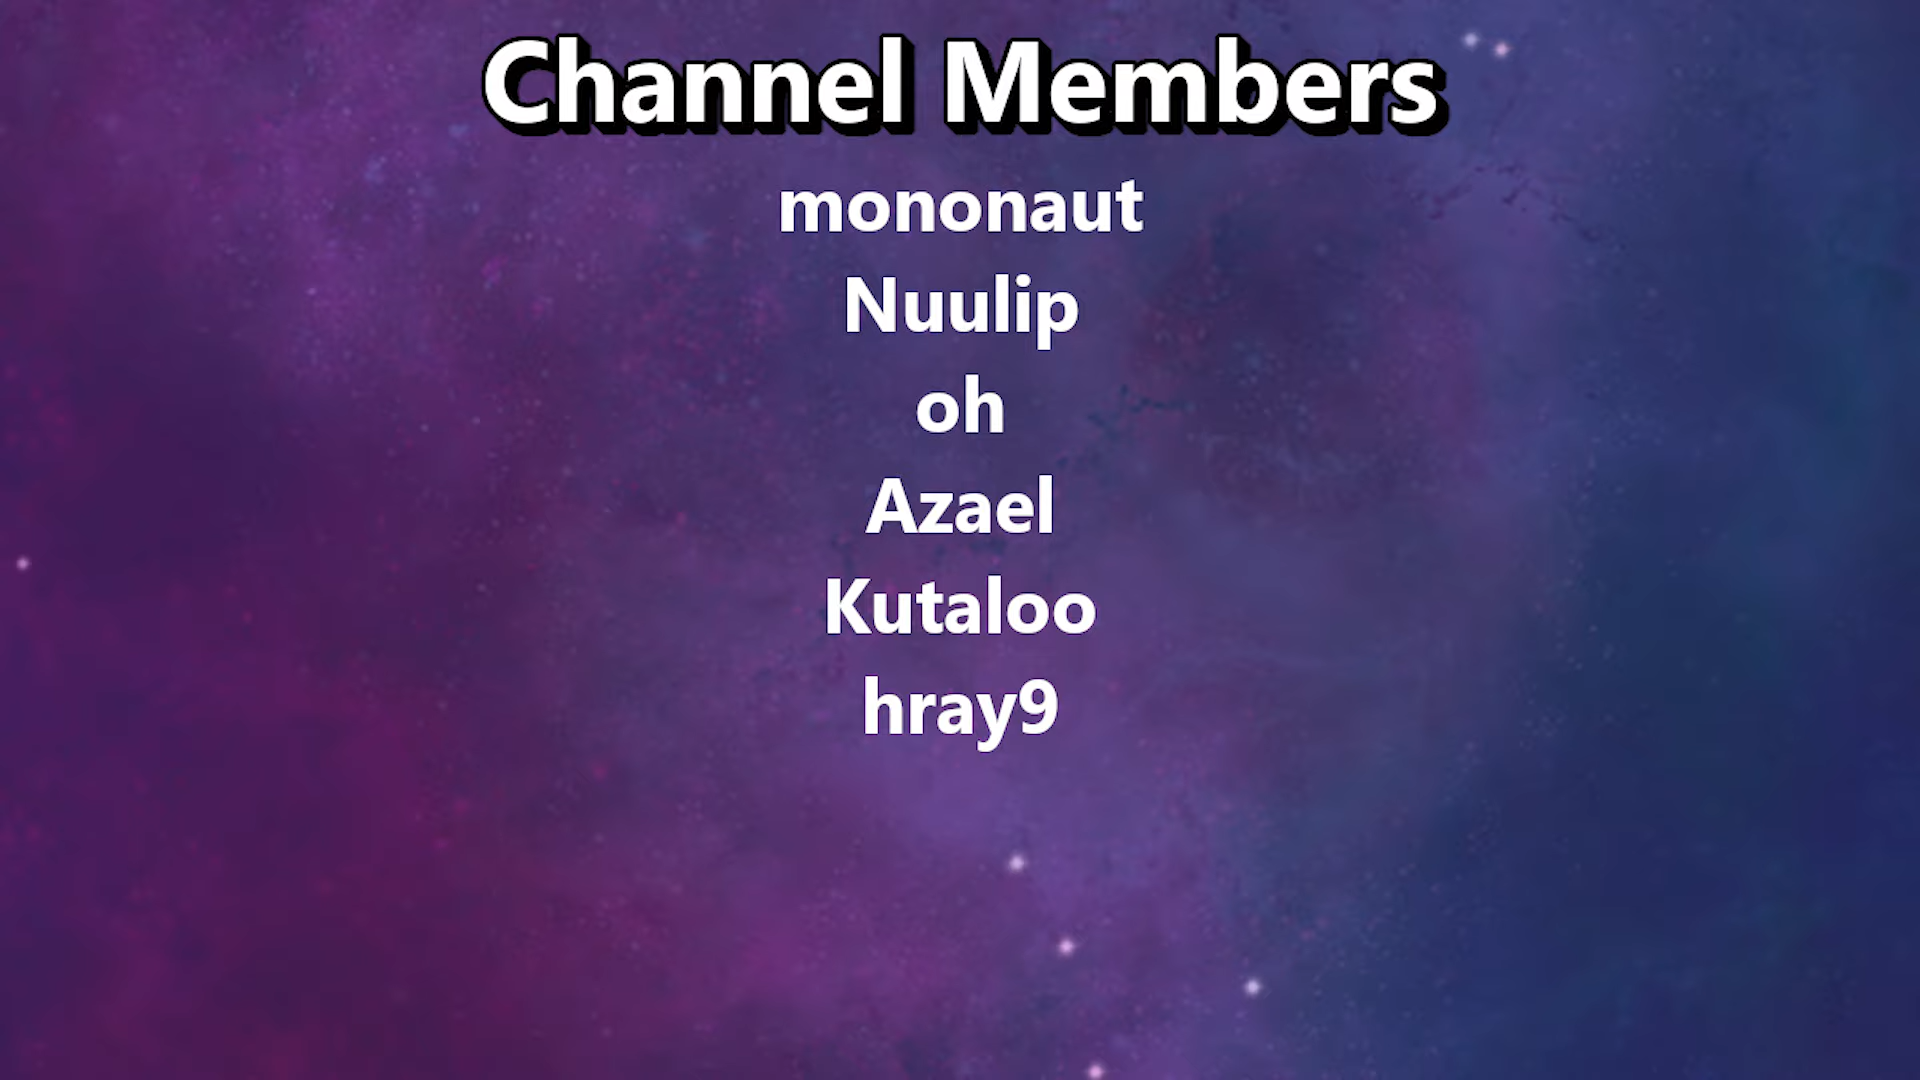 Channel Members
mononaut
Nuulip
oh
Azael
Kutaloo
hray9